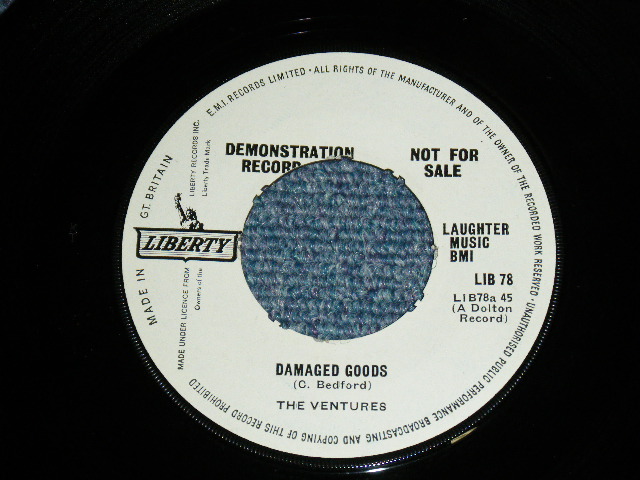 E.M.I. RECORDS LIMITED · ALL RIGHTS OF THE MANUFACTURER AND OF THE OWNER OF THE RECORDED WORK RESERVED · UNAUTHORISED PUBLIC PERFORMANCE BROADCASTING AND COPYING OF THIS RECORD PROHIBITED
MADE IN GT. BRITAIN
DEMONSTRATION
RECORD
NOT FOR
SALE
LIBERTY RECORDS INC.
Liberty Trade Mark
LIBERTY
MADE UNDER LICENCE FROM
Owners of the
LAUGHTER
MUSIC
BMI
LIB 78
LIB78a 45
(A Dolton
Record)
DAMAGED GOODS
(C. Bedford)
THE VENTURES